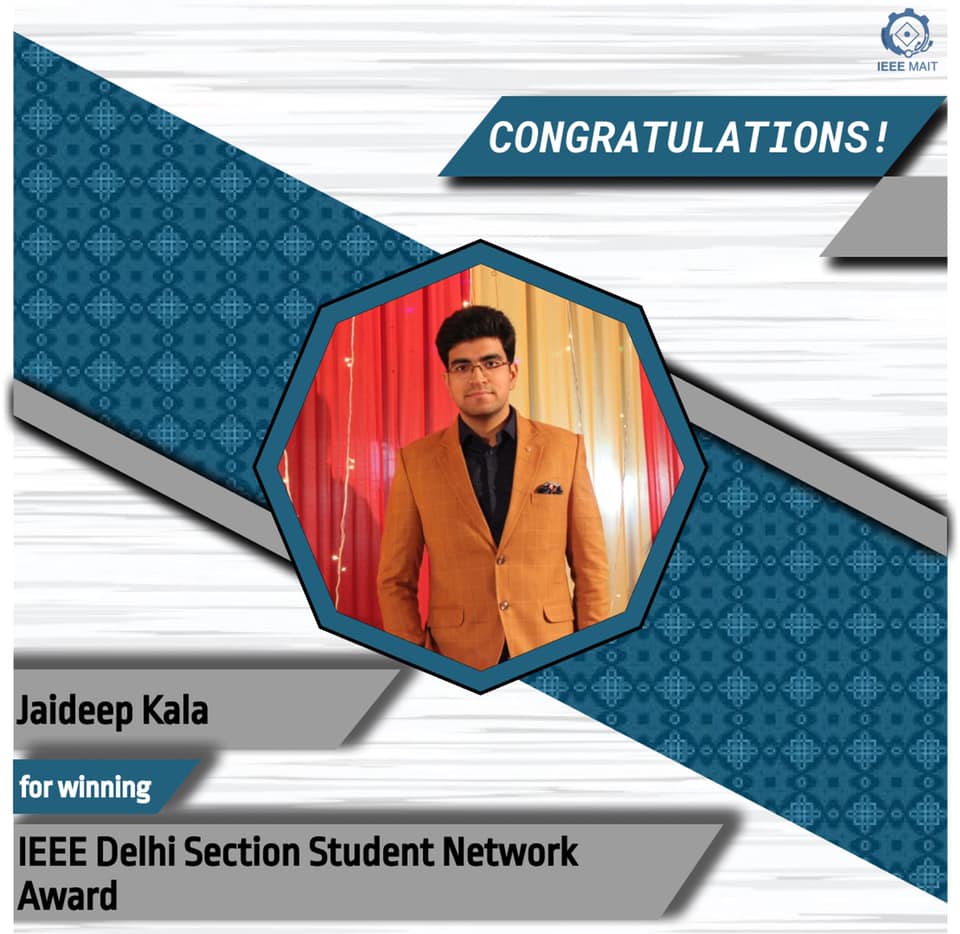 IEEE MAIT
CONGRATULATIONS!
Jaideep Kala
for winning
IEEE Delhi Section Student Network
Award